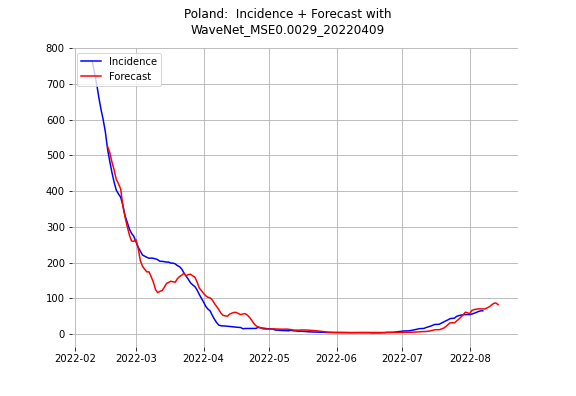 Poland:  Incidence + Forecast with
WaveNet_MSE0.0029_20220409
Incidence
Forecast
800
700
600
500
400
300
200
100
0
2022-02 2022-03 2022-04 2022-05 2022-06 2022-07 2022-08